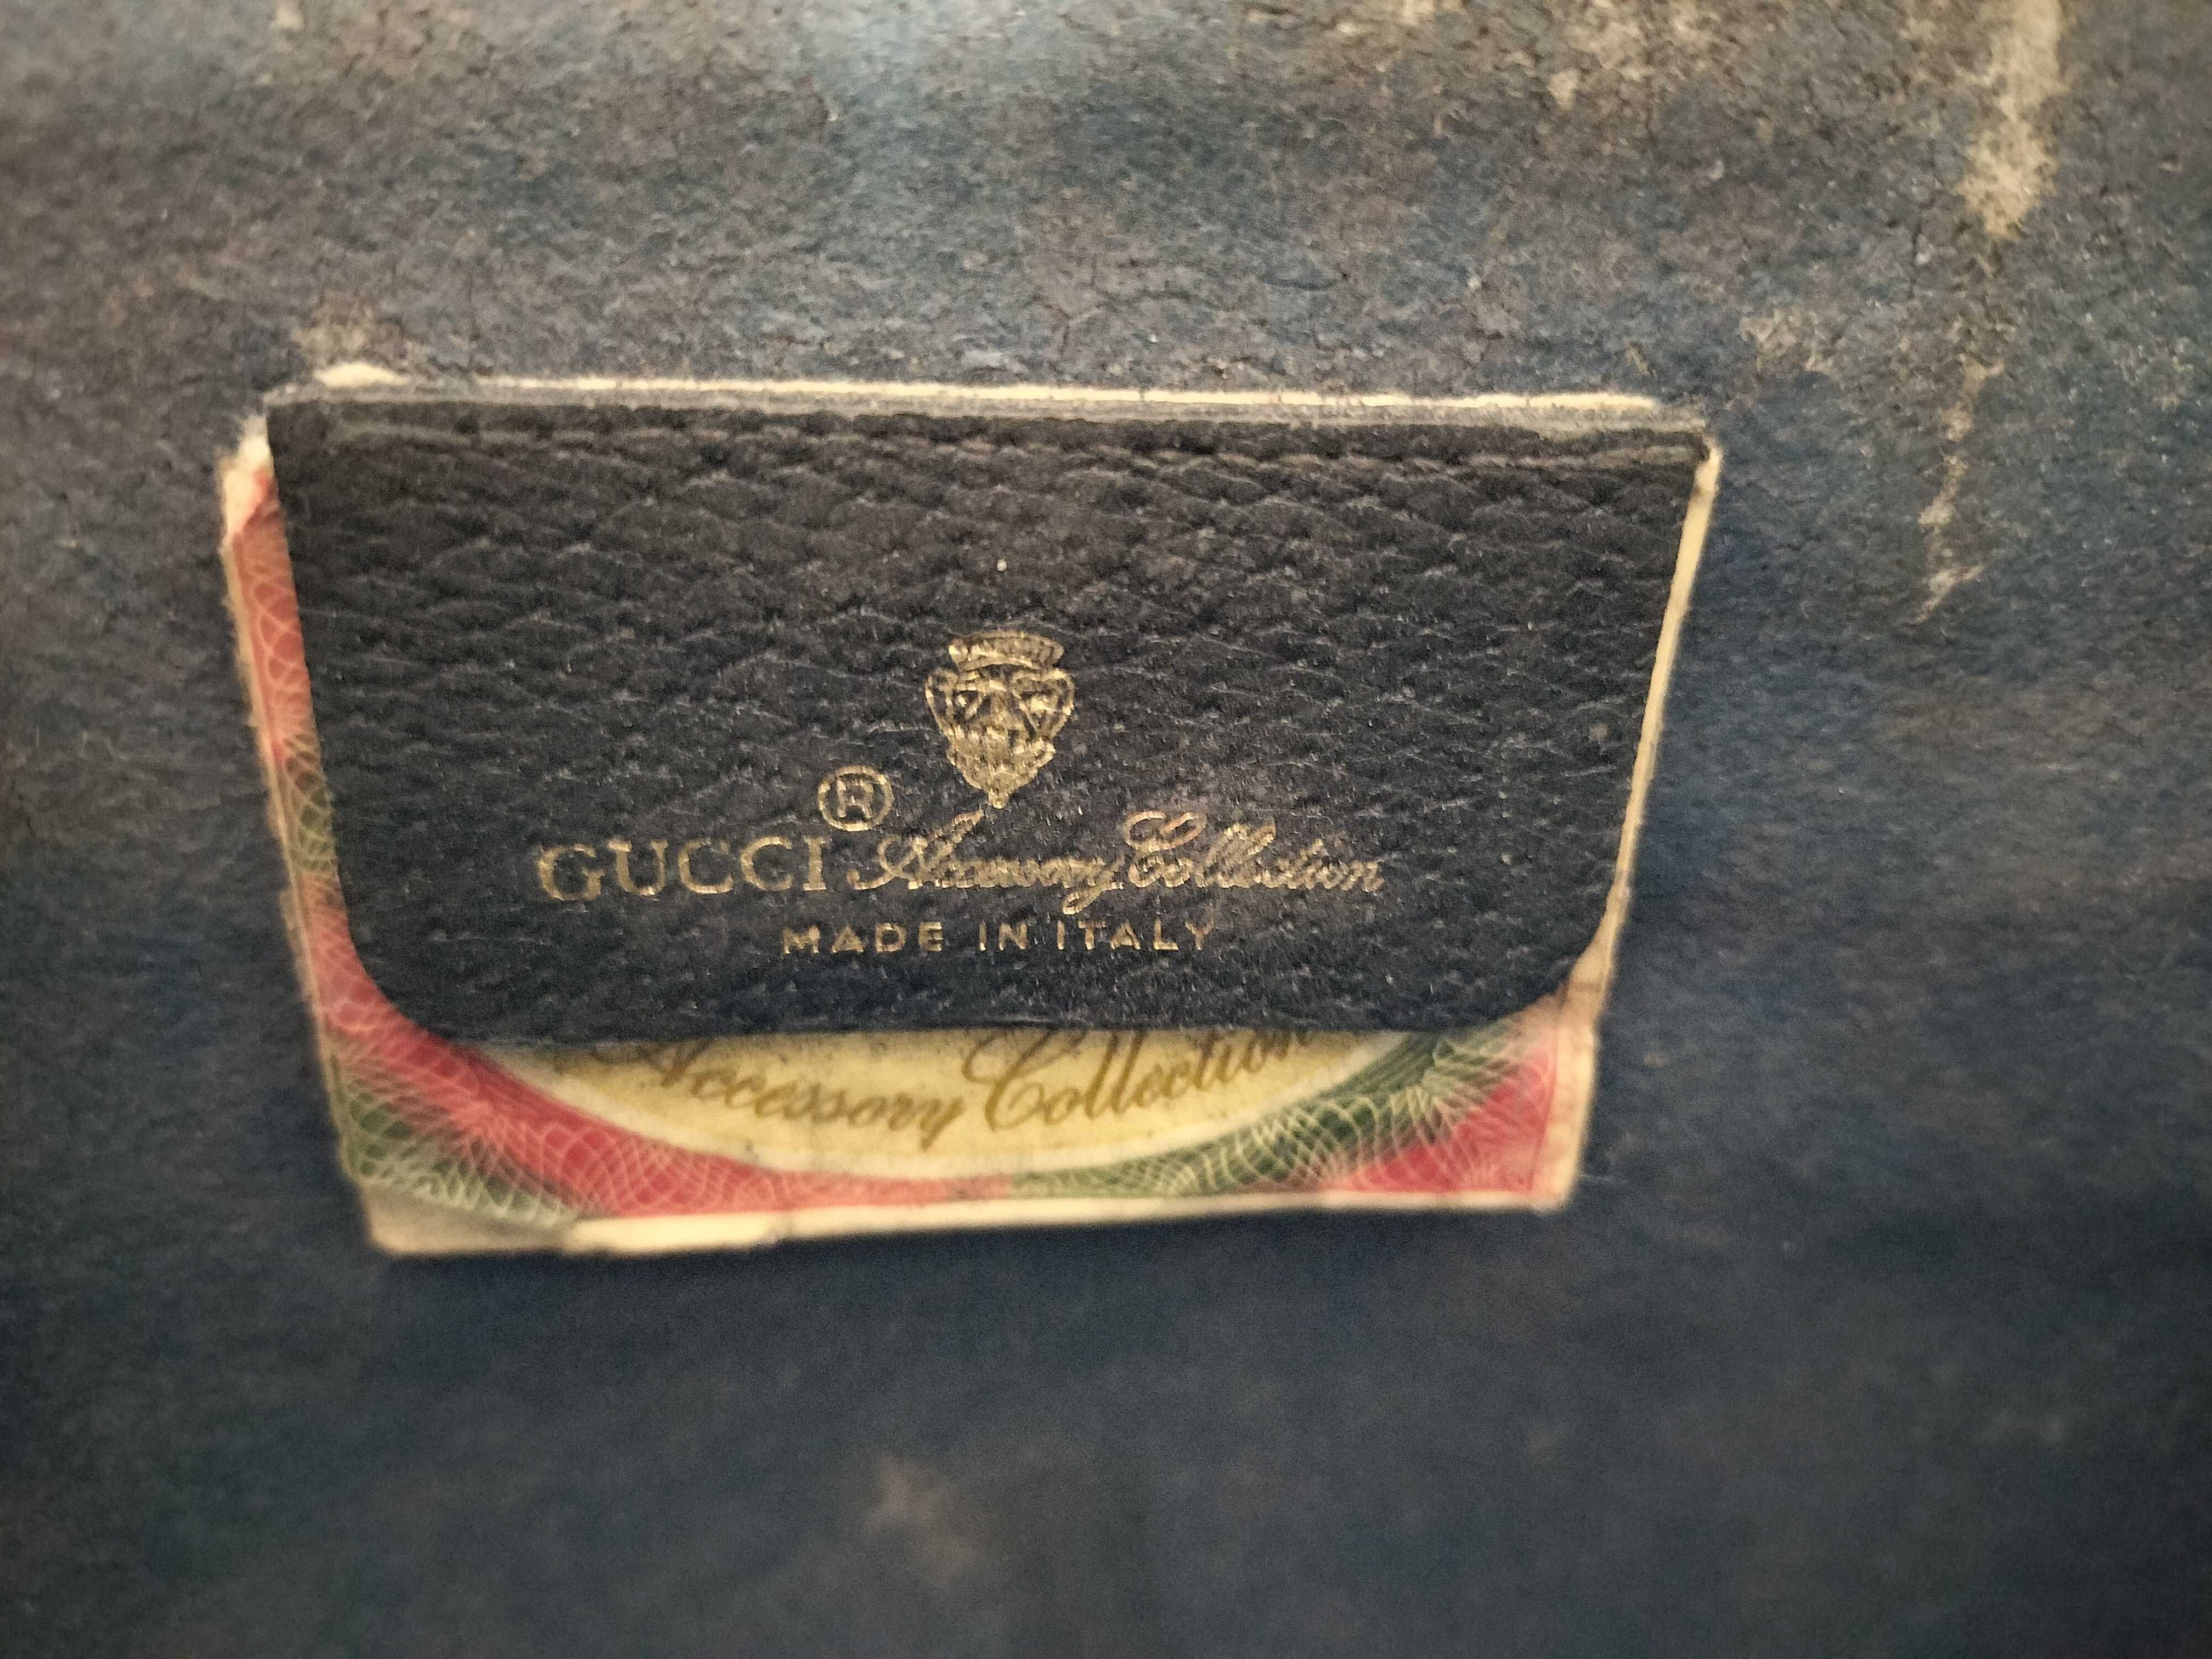 ®
GUCCI Accessory Collection
MADE IN ITALY
Accessory Collection